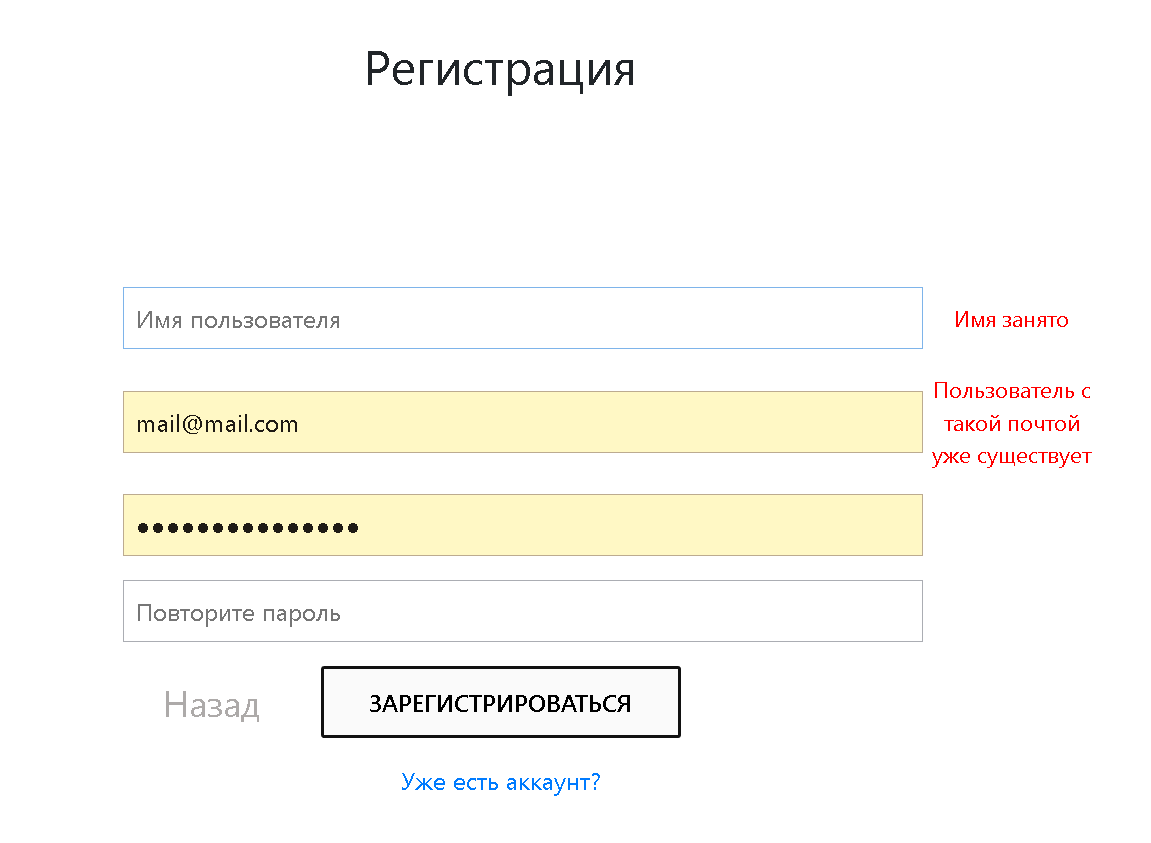 Регистрация
Имя пользователя
Имя занято
mail@mail.com
Пользователь с
такой почтой
уже существует
•••••••••••••••
Повторите пароль
Назад
ЗАРЕГИСТРИРОВАТЬСЯ
Уже есть аккаунт?